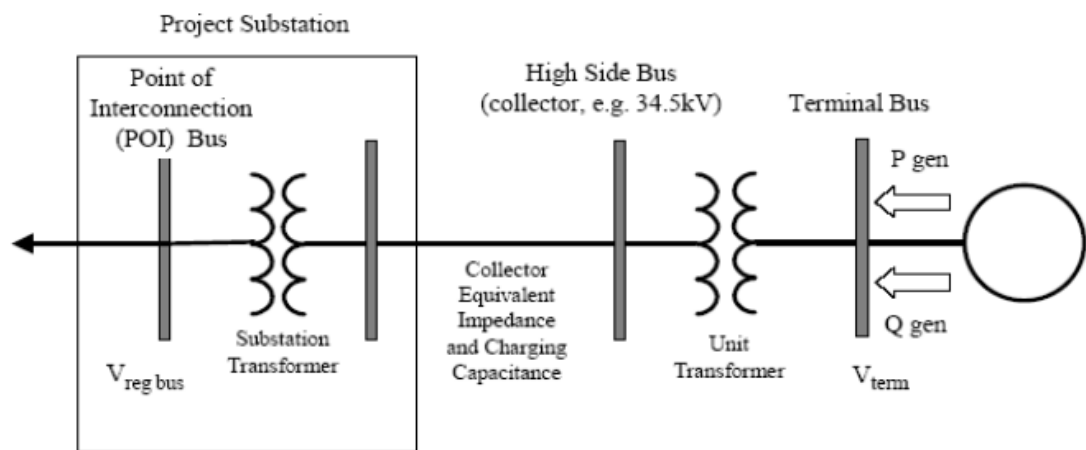 Project Substation
Point of
Interconnection
(POI) Bus
High Side Bus
(collector, e.g. 34.5kV)
Terminal Bus
P gen
Collector
Equivalent
Impedance
and Charging
Capacitance
Substation
Transformer
Unit
Transformer
Q gen
V reg bus
V term